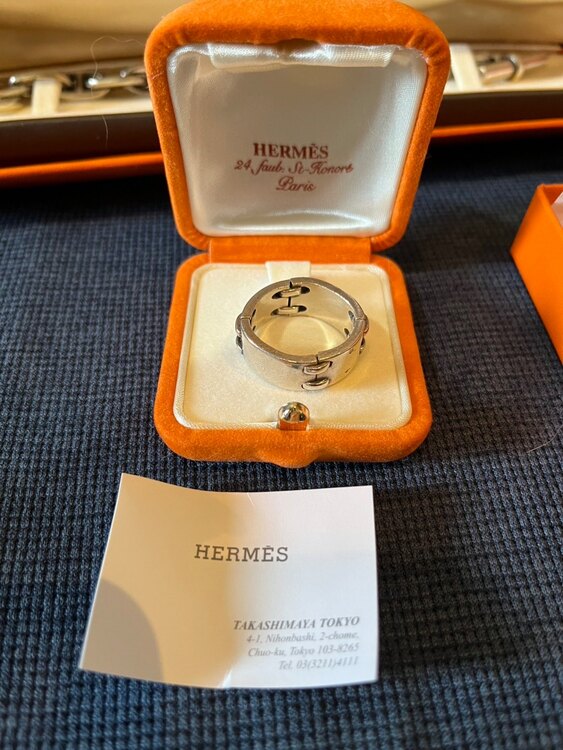 HERMÈS
24, faub. St-Honoré
Paris
HERMÈS
TAKASHIMAYA TOKYO
4-1, Nihonbashi, 2-chome,
Chuo-ku, Tokyo 103-8265
Tel. 03(3211)4111